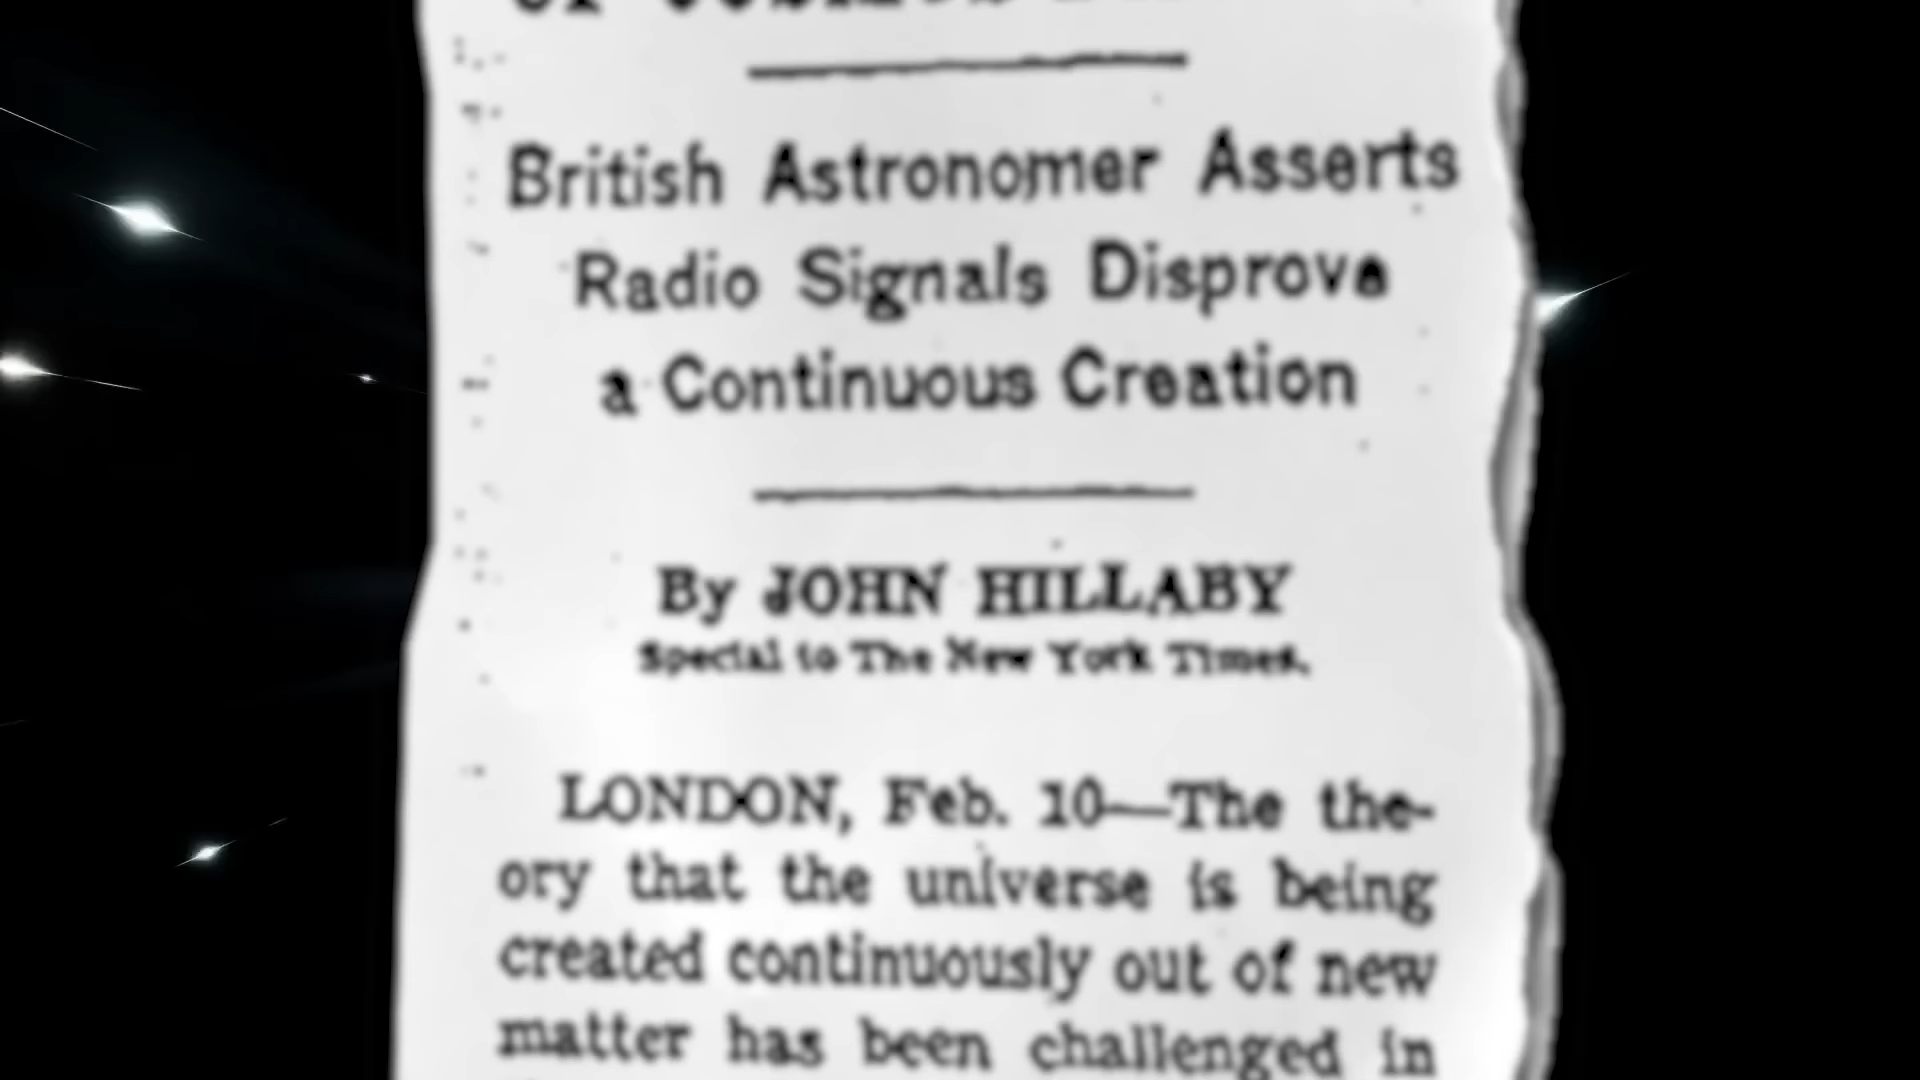 British Astronomer Asserts
Radio Signals Disprove
a Continuous Creation
By JOHN HILLABY
Special to The New York Times.
LONDON, Feb. 10—The the-
ory that the universe is being
created continuously out of new
matter has been challenged in